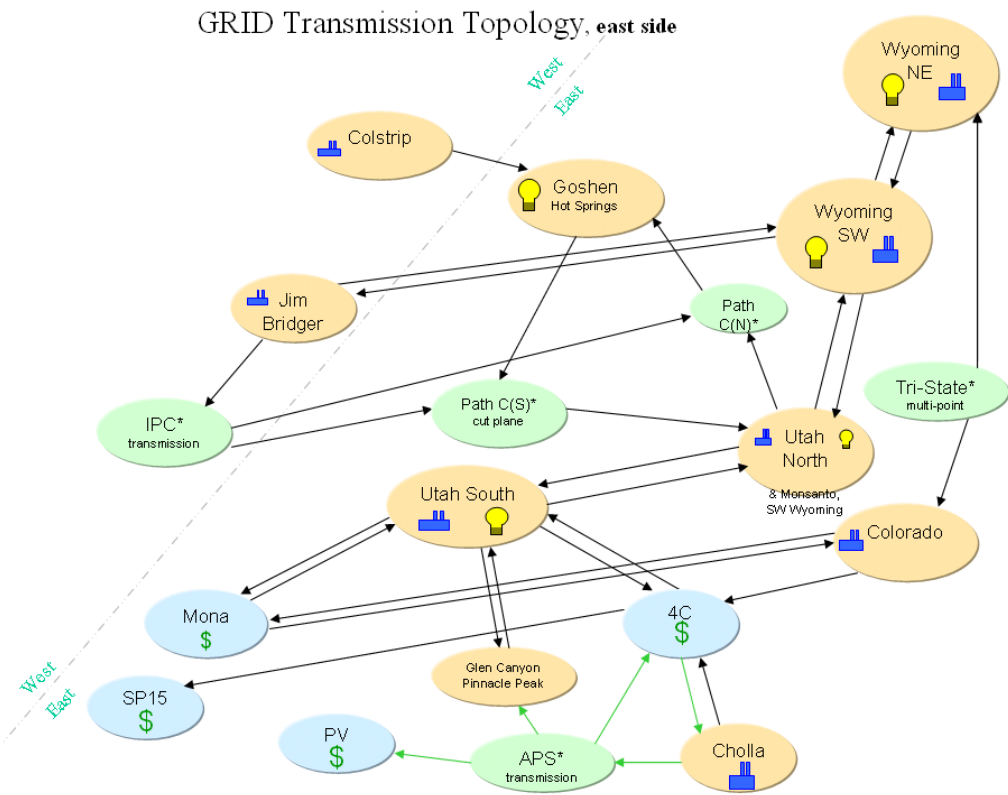 GRID Transmission Topology, east side
West
East
Wyoming
NE
Colstrip
Goshen
Hot Springs
Wyoming
SW
Jim
Bridger
Path
C(N)*
Tri-State*
multi-point
IPC*
transmission
Path C(S)*
cut plane
Utah
North
& Monsanto,
SW Wyoming
Utah South
Colorado
Mona
$
4C
$
Glen Canyon
Pinnacle Peak
West
East
SP15
$
PV
$
APS*
transmission
Cholla